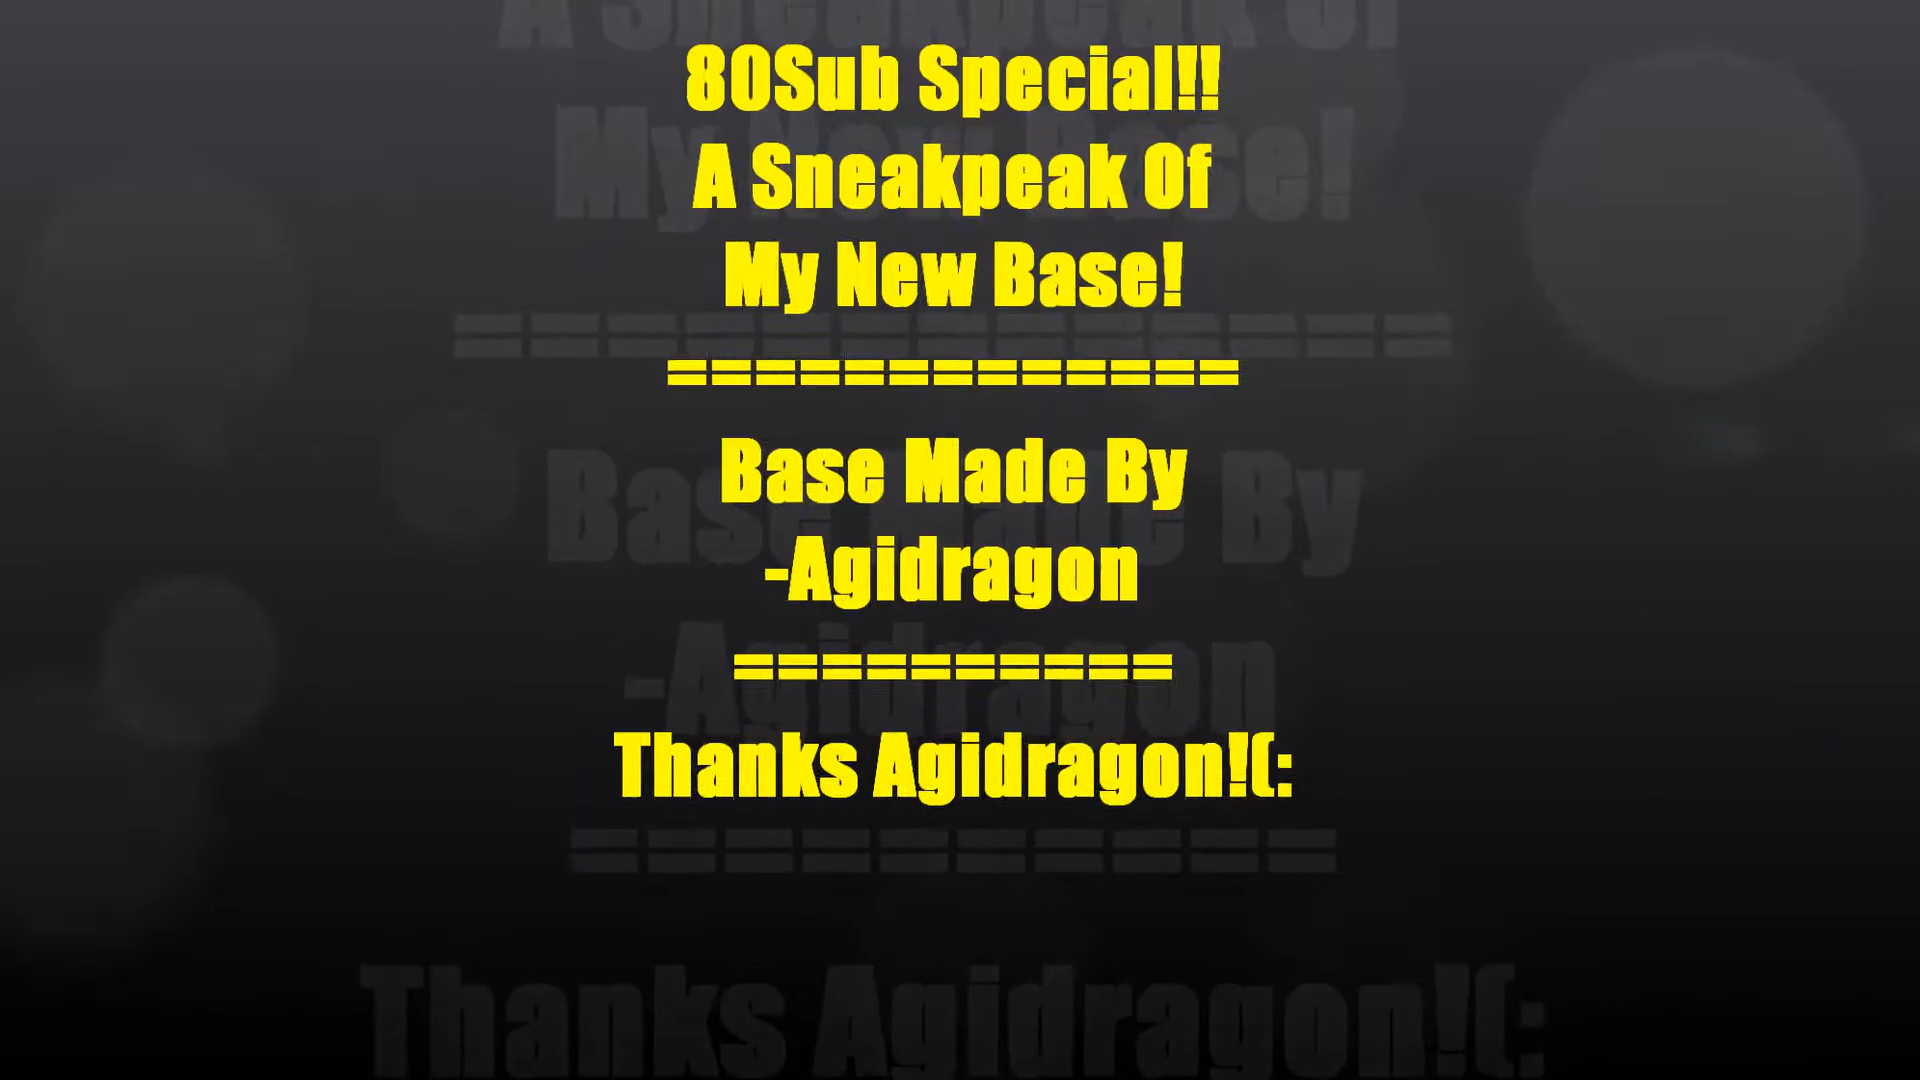 80Sub Special!!
A Sneakpeak Of
My New Base!
=============
Base Made By
-Agidragon
==========
Thanks Agidragon!(: